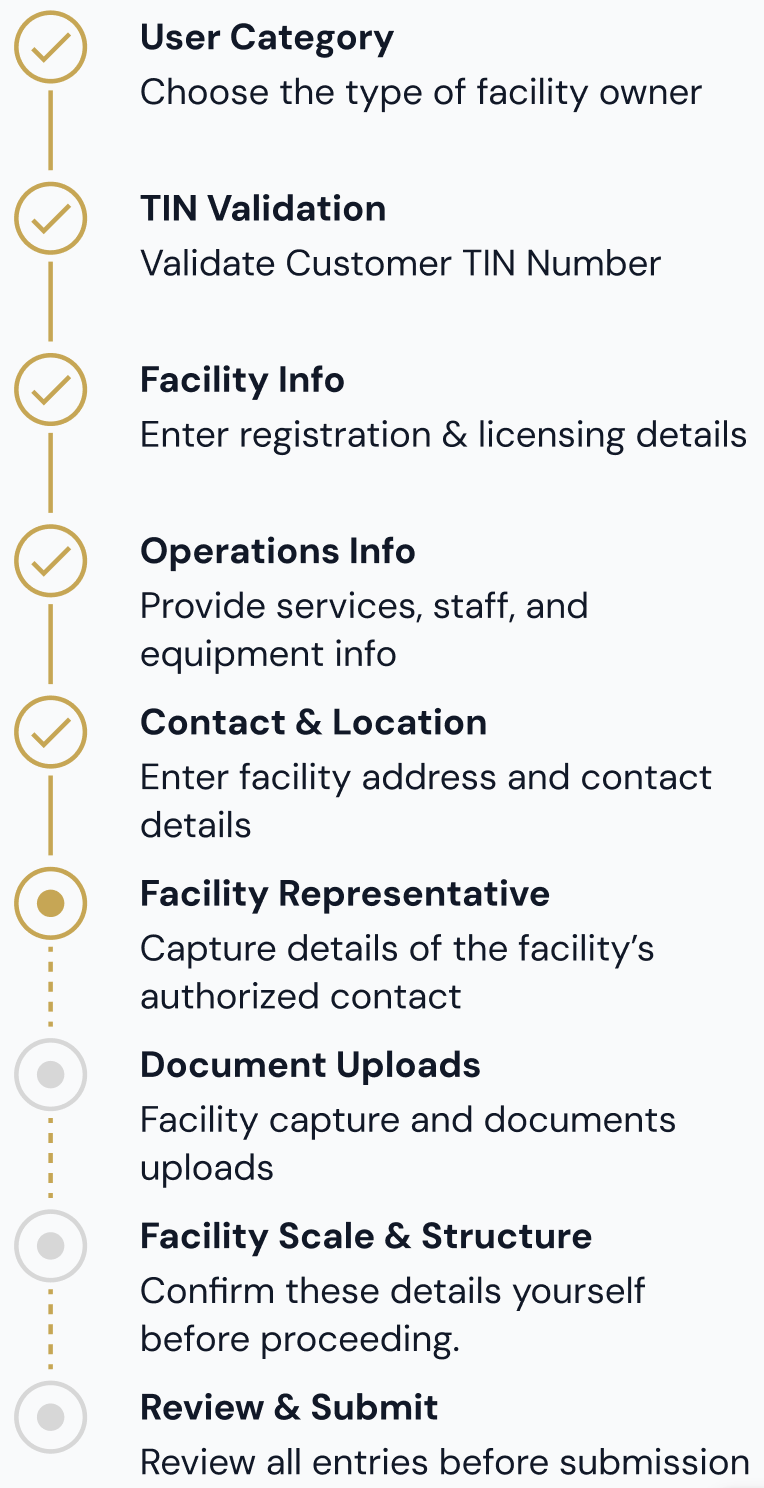 User Category
Choose the type of facility owner
TIN Validation
Validate Customer TIN Number
Facility Info
Enter registration & licensing details
Operations Info
Provide services, staff, and
equipment info
Contact & Location
Enter facility address and contact
details
Facility Representative
Capture details of the facility’s
authorized contact
Document Uploads
Facility capture and documents
uploads
Facility Scale & Structure
Confirm these details yourself
before proceeding.
Review & Submit
Review all entries before submission